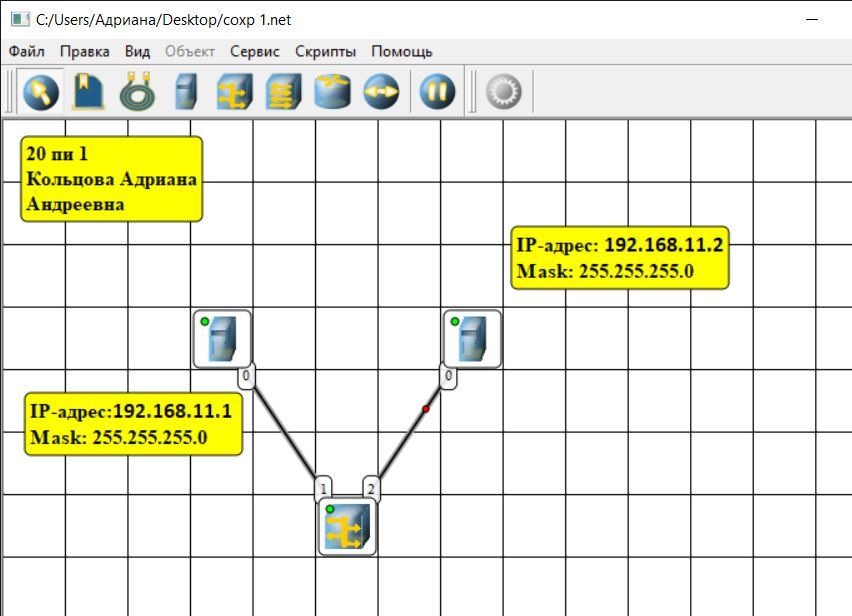 C:/Users/Адриана/Desktop/сохр 1.net
Файл Правка Вид Объект Сервис Скрипты Помощь
20 пи 1
Кольцова Адриана
Андреевна
IP-адрес: 192.168.11.2
Mask: 255.255.255.0
0
0
IP-адрес:192.168.11.1
Mask: 255.255.255.0
1
2